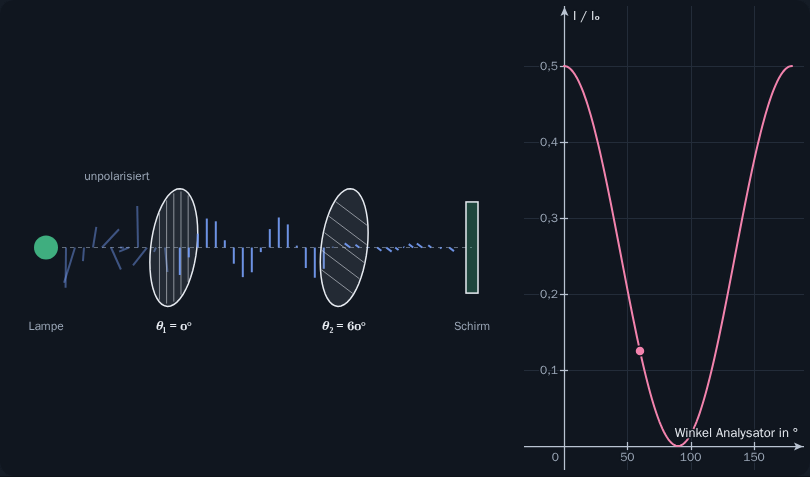 unpolarisiert
Lampe
θ₁ = 0°
θ₂ = 60°
Schirm
I / I₀
0,5
0,4
0,3
0,2
0,1
Winkel Analysator in °
0
50
100
150